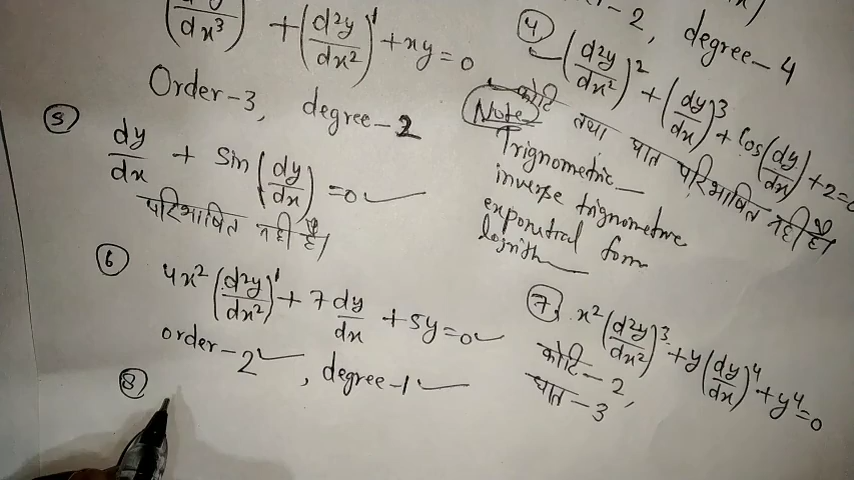 dx³ + (d²y/dx²)¹ + xy = 0
Order-3, degree-2
-2, degree-4
④ (d²y/dx²)² + (dy/dx)³ + Cos(dy/dx) + 2=0
कोटि तथा घात परिभाषित नहीं है।
Note
Trignometric
inverse trignometric
exponetial form
logrith
⑤ dy/dx + Sin(dy/dx) = 0
परिभाषित नहीं है।
⑥ 4x²(d²y/dx²)¹ + 7 dy/dx + 5y = 0
order-2, degree-1
⑦ x²(d²y/dx²)³ + y(dy/dx)⁴ + y⁴ = 0
कोटि-2,
घात-3
⑧